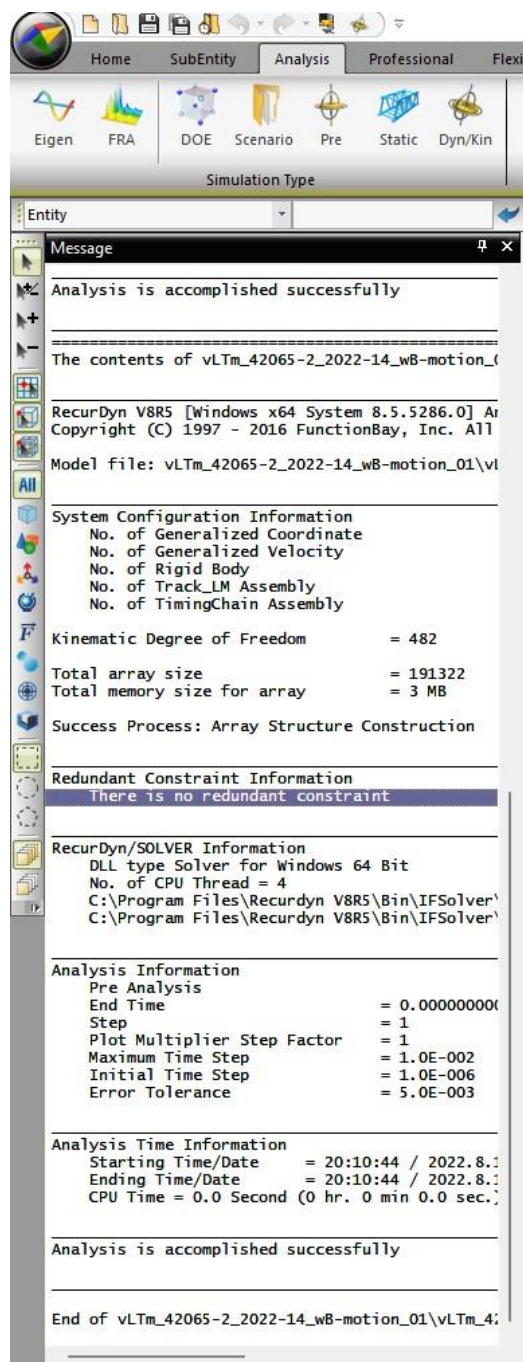 Home SubEntity Analysis Professional Flexi
Eigen FRA DOE Scenario Pre Static Dyn/Kin
Simulation Type
Entity
Message
All
F
Analysis is accomplished successfully
The contents of vLTm_42065-2_2022-14_wB-motion_0
RecurDyn V8R5 [Windows x64 System 8.5.5286.0] Ar
Copyright (C) 1997 - 2016 FunctionBay, Inc. All
Model file: vLTm_42065-2_2022-14_wB-motion_01\vL
System Configuration Information
No. of Generalized Coordinate
No. of Generalized Velocity
No. of Rigid Body
No. of Track_LM Assembly
No. of TimingChain Assembly
Kinematic Degree of Freedom = 482
Total array size = 191322
Total memory size for array = 3 MB
Success Process: Array Structure Construction
Redundant Constraint Information
There is no redundant constraint
RecurDyn/SOLVER Information
DLL type Solver for Windows 64 Bit
No. of CPU Thread = 4
C:\Program Files\Recurdyn V8R5\Bin\IFSolver\
C:\Program Files\Recurdyn V8R5\Bin\IFSolver\
Analysis Information
Pre Analysis
End Time = 0.000000000
Step = 1
Plot Multiplier Step Factor = 1
Maximum Time Step = 1.0E-002
Initial Time Step = 1.0E-006
Error Tolerance = 5.0E-003
Analysis Time Information
Starting Time/Date = 20:10:44 / 2022.8.1
Ending Time/Date = 20:10:44 / 2022.8.1
CPU Time = 0.0 Second (0 hr. 0 min 0.0 sec.)
Analysis is accomplished successfully
End of vLTm_42065-2_2022-14_wB-motion_01\vLTm_42